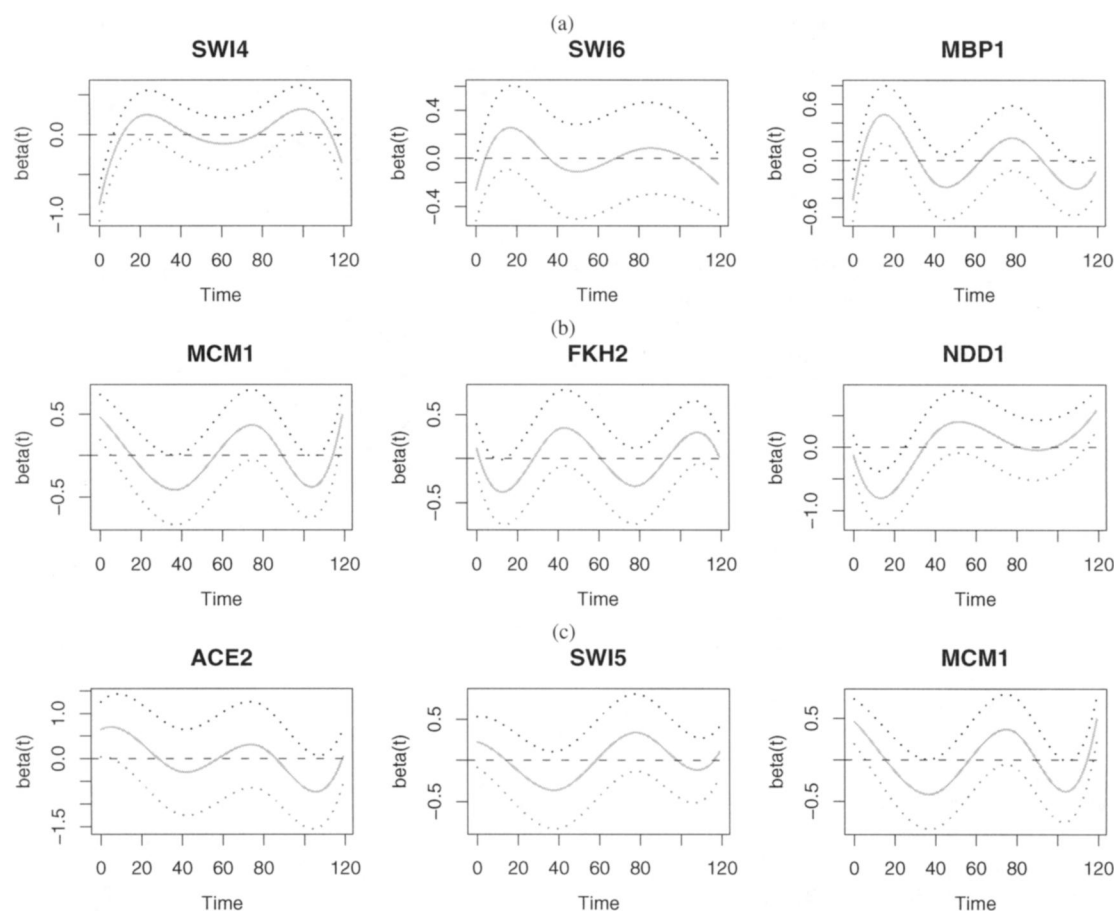 (a)
SWI4 SWI6 MBP1
beta(t) -1.0 0.0
beta(t) -0.4 0.0 0.4
beta(t) -0.6 0.0 0.6
0 20 40 60 80 120 0 20 40 60 80 120 0 20 40 60 80 120
Time Time Time
(b)
MCM1 FKH2 NDD1
beta(t) -0.5 0.5
beta(t) -0.5 0.5
beta(t) -1.0 0.0
0 20 40 60 80 120 0 20 40 60 80 120 0 20 40 60 80 120
Time Time Time
(c)
ACE2 SWI5 MCM1
beta(t) -1.5 0.0 1.0
beta(t) -0.5 0.5
beta(t) -0.5 0.5
0 20 40 60 80 120 0 20 40 60 80 120 0 20 40 60 80 120
Time Time Time